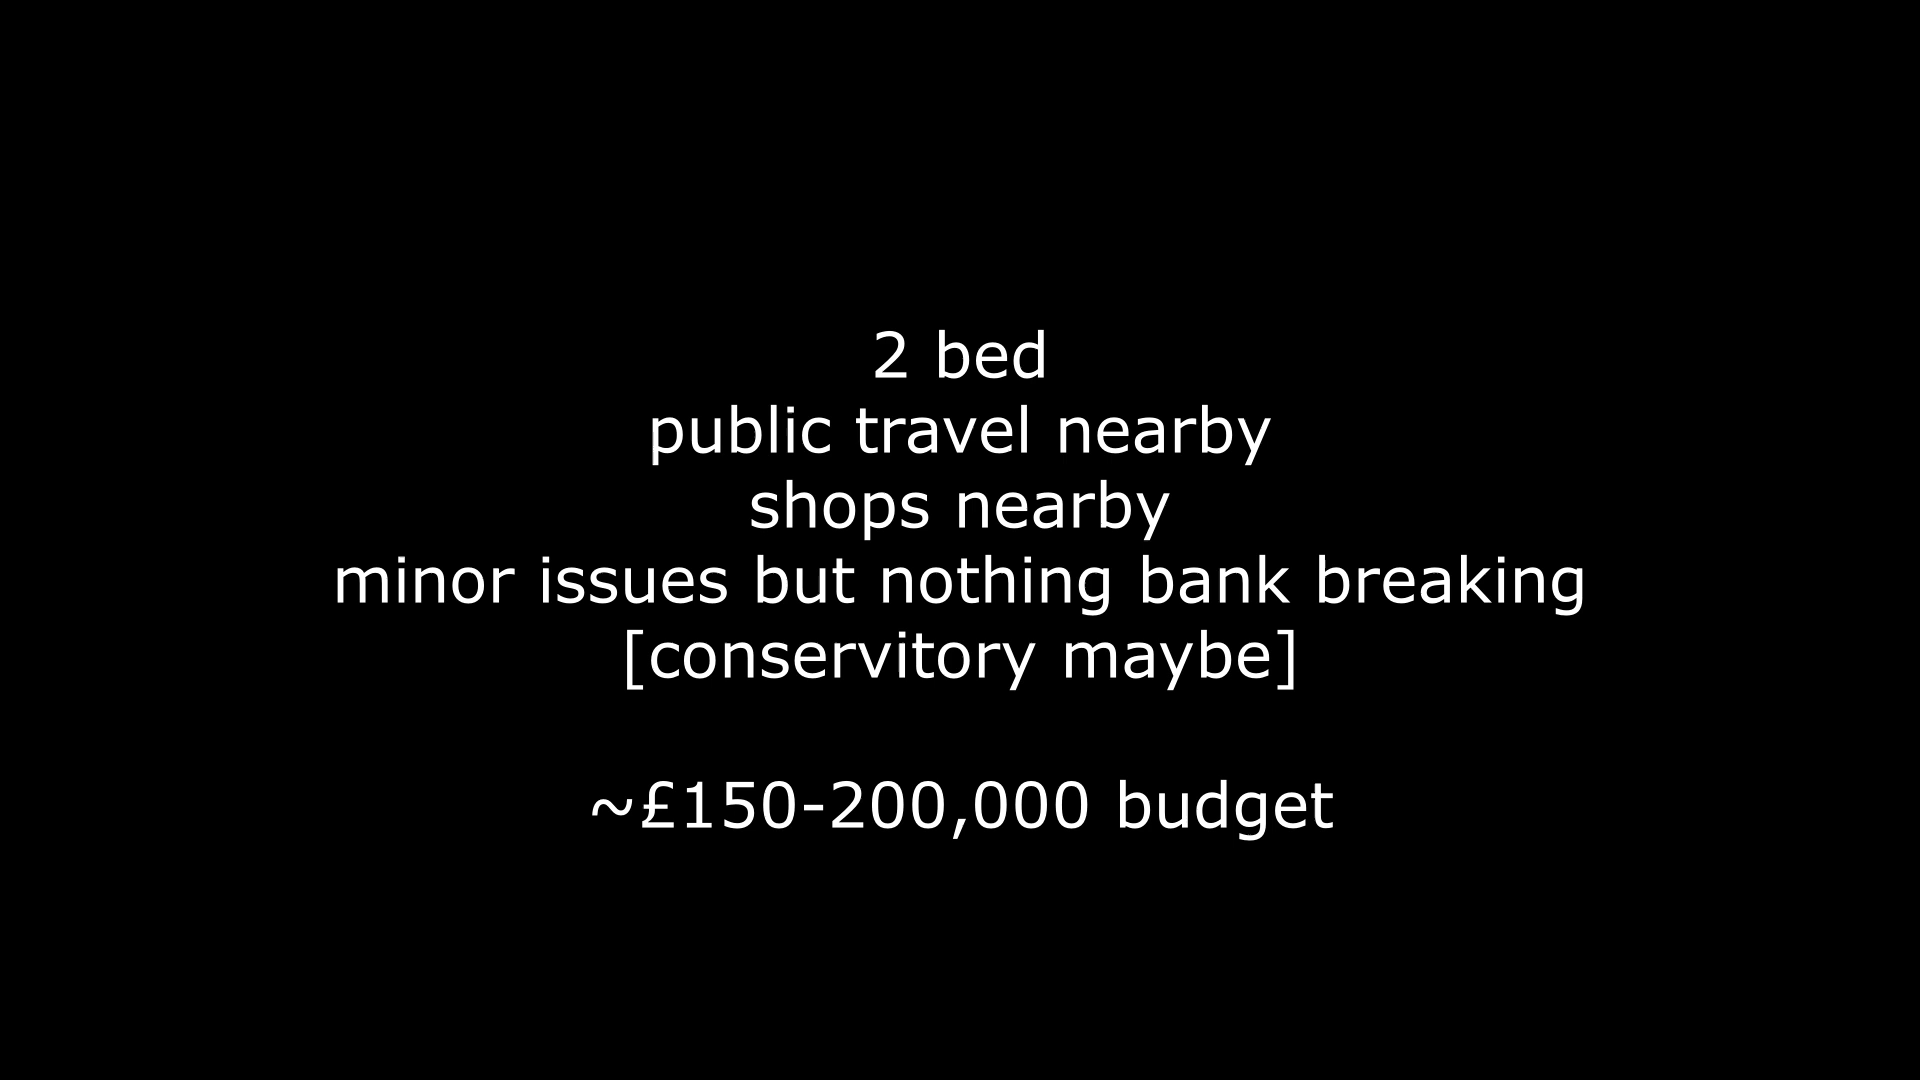 2 bed
public travel nearby
shops nearby
minor issues but nothing bank breaking
[conservitory maybe]
~£150-200,000 budget